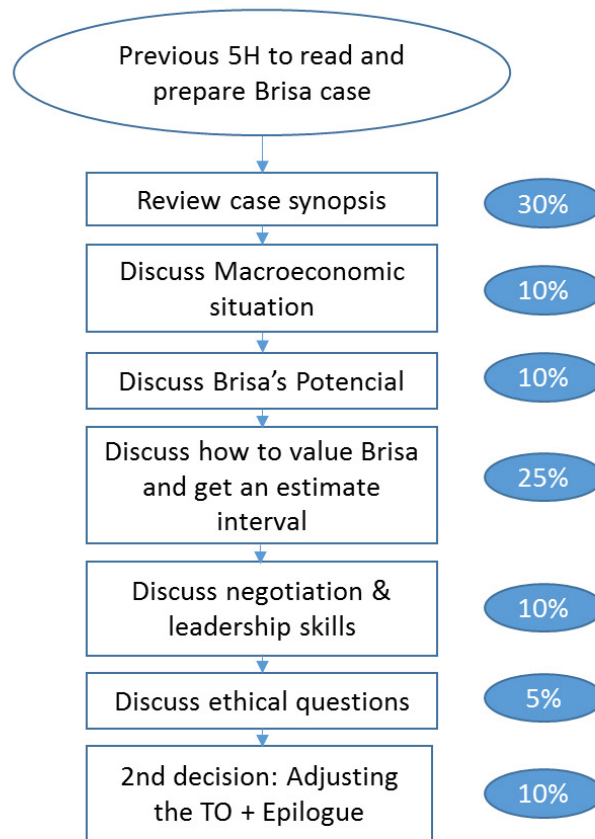 Previous 5H to read and
prepare Brisa case
Review case synopsis
30%
Discuss Macroeconomic
situation
10%
Discuss Brisa's Potencial
10%
Discuss how to value Brisa
and get an estimate
interval
25%
Discuss negotiation &
leadership skills
10%
Discuss ethical questions
5%
2nd decision: Adjusting
the TO + Epilogue
10%